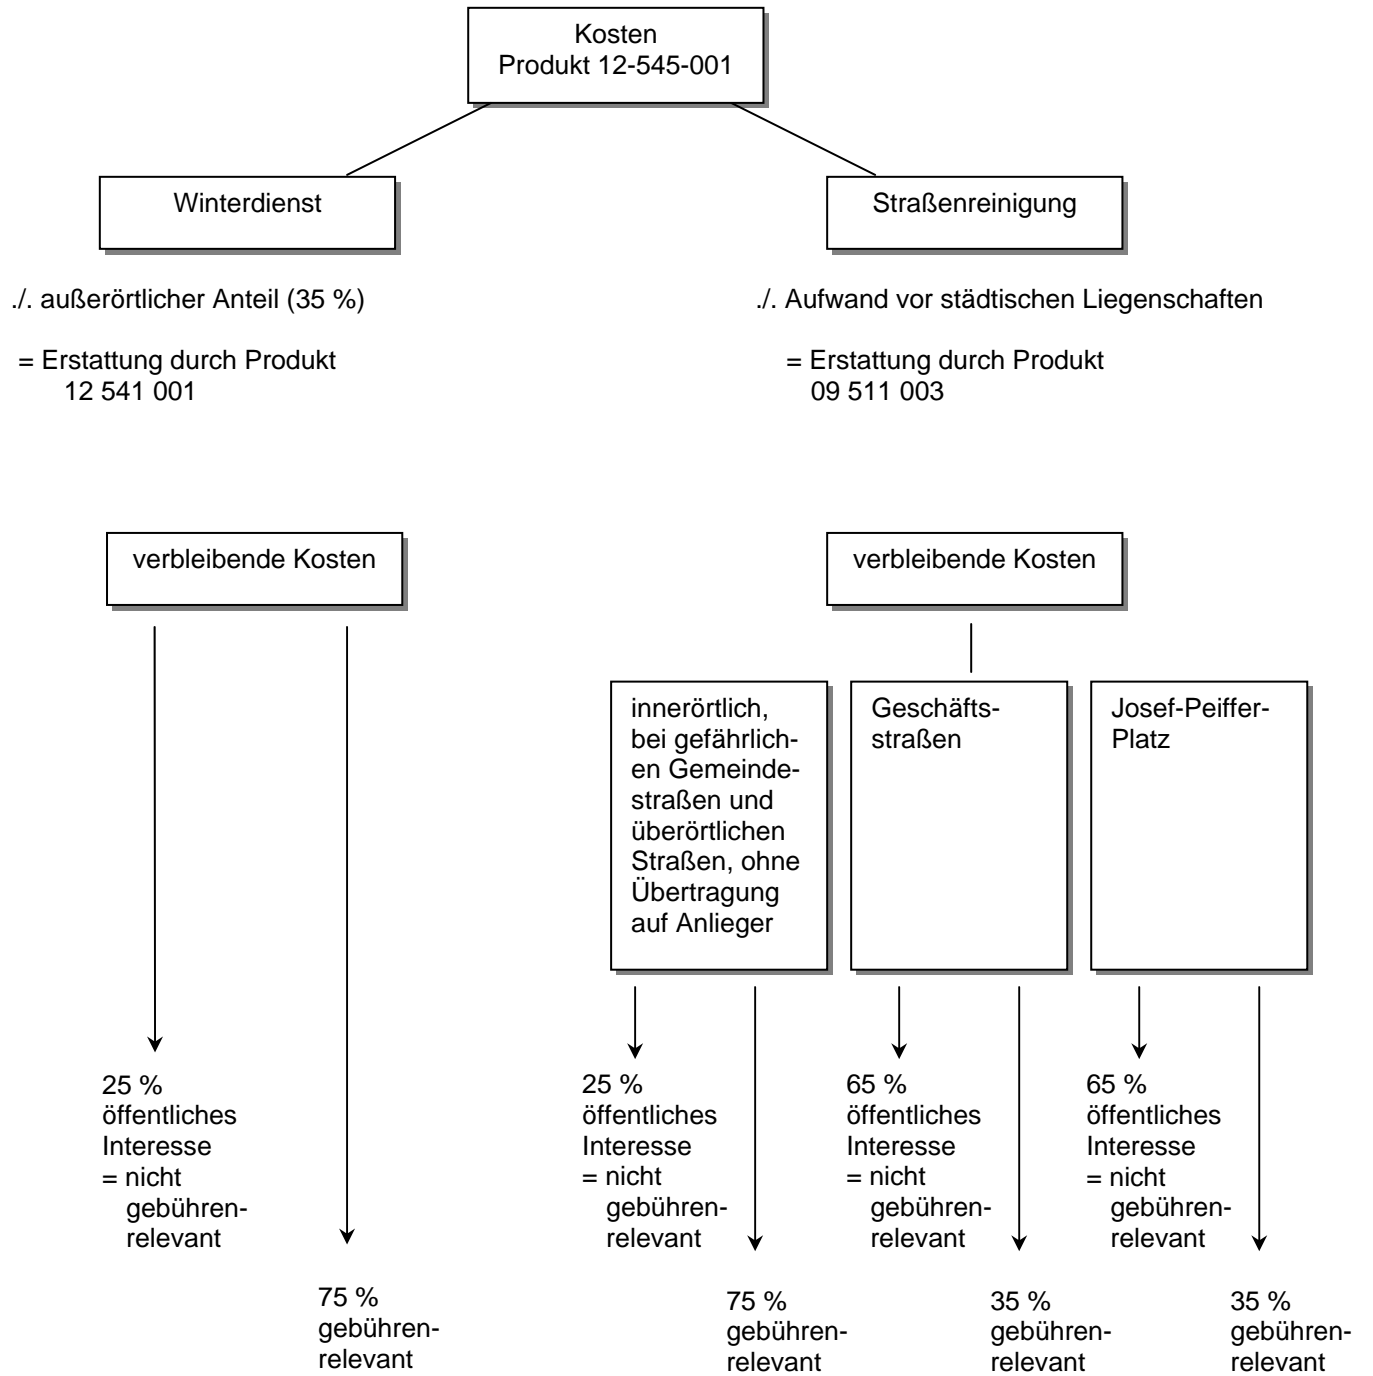 Kosten
Produkt 12-545-001
Winterdienst
Straßenreinigung
./. außerörtlicher Anteil (35 %)
= Erstattung durch Produkt
12 541 001
./. Aufwand vor städtischen Liegenschaften
= Erstattung durch Produkt
09 511 003
verbleibende Kosten
verbleibende Kosten
innerörtlich,
bei gefährlich-
en Gemeinde-
straßen und
überörtlichen
Straßen, ohne
Übertragung
auf Anlieger
Geschäfts-
straßen
Josef-Peiffer-
Platz
25 %
öffentliches
Interesse
= nicht
gebühren-
relevant
75 %
gebühren-
relevant
25 %
öffentliches
Interesse
= nicht
gebühren-
relevant
75 %
gebühren-
relevant
65 %
öffentliches
Interesse
= nicht
gebühren-
relevant
35 %
gebühren-
relevant
65 %
öffentliches
Interesse
= nicht
gebühren-
relevant
35 %
gebühren-
relevant